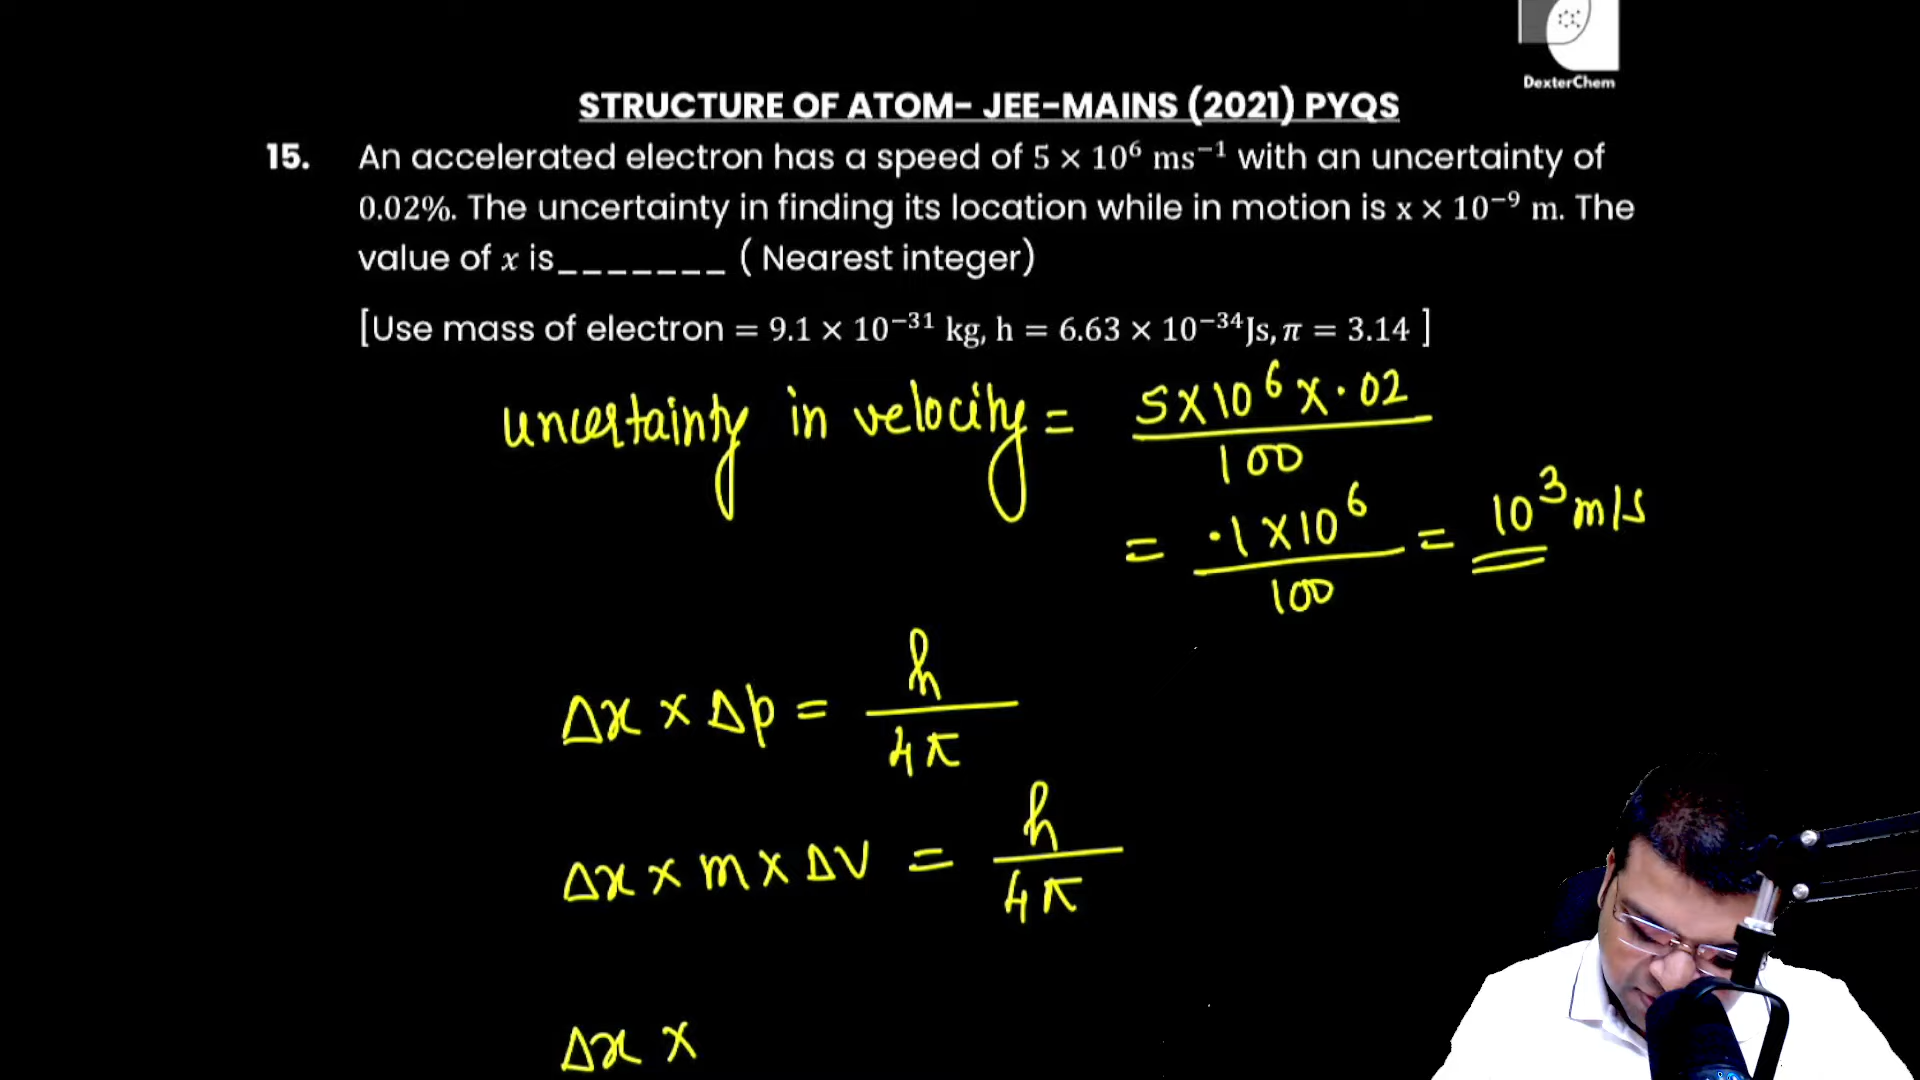 DexterChem
STRUCTURE OF ATOM- JEE-MAINS (2021) PYQS
15. An accelerated electron has a speed of 5 × 10⁶ ms⁻¹ with an uncertainty of
0.02%. The uncertainty in finding its location while in motion is x × 10⁻⁹ m. The
value of x is_______ ( Nearest integer)
[Use mass of electron = 9.1 × 10⁻³¹ kg, h = 6.63 × 10⁻³⁴Js, π = 3.14 ]
uncertainty in velocity = 5×10⁶×.02 / 100
= .1×10⁶ / 100 = 10³ m/s
Δx × Δp = h / 4π
Δx × m × Δv = h / 4π
Δx ×